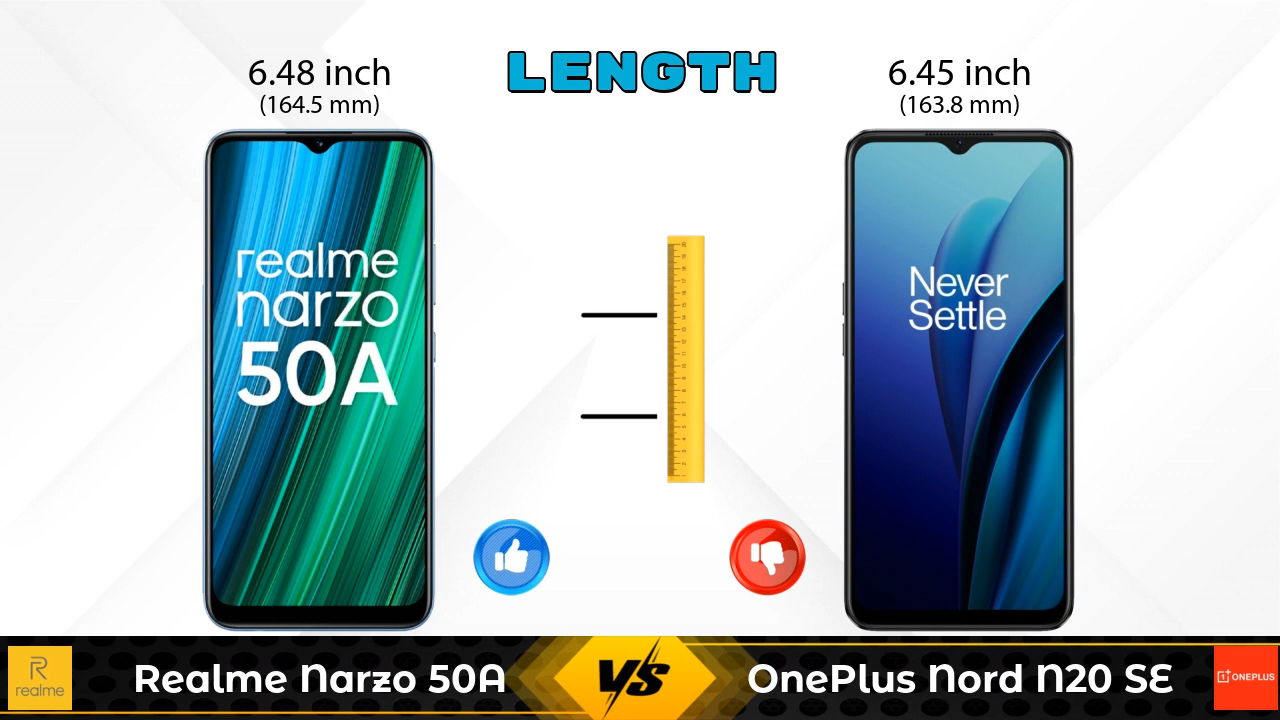 LENGTH
6.48 inch
(164.5 mm)
6.45 inch
(163.8 mm)
realme
narzo
50A
Never
Settle
realme
Realme Narzo 50A
VS
OnePlus Nord N20 SE
1+ ONEPLUS